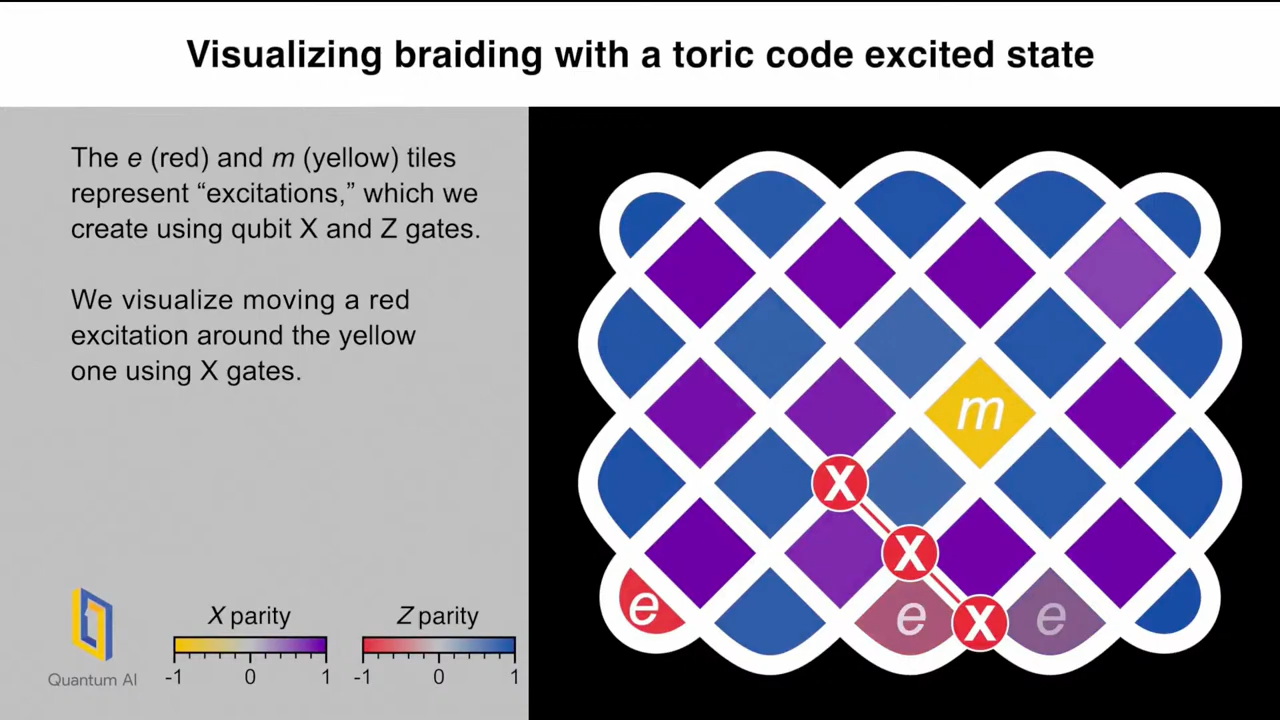 Visualizing braiding with a toric code excited state
The e (red) and m (yellow) tiles
represent “excitations,” which we
create using qubit X and Z gates.
We visualize moving a red
excitation around the yellow
one using X gates.
m
X
X
e
e
X
e
X parity
Z parity
-1
0
1
-1
0
1
Quantum AI